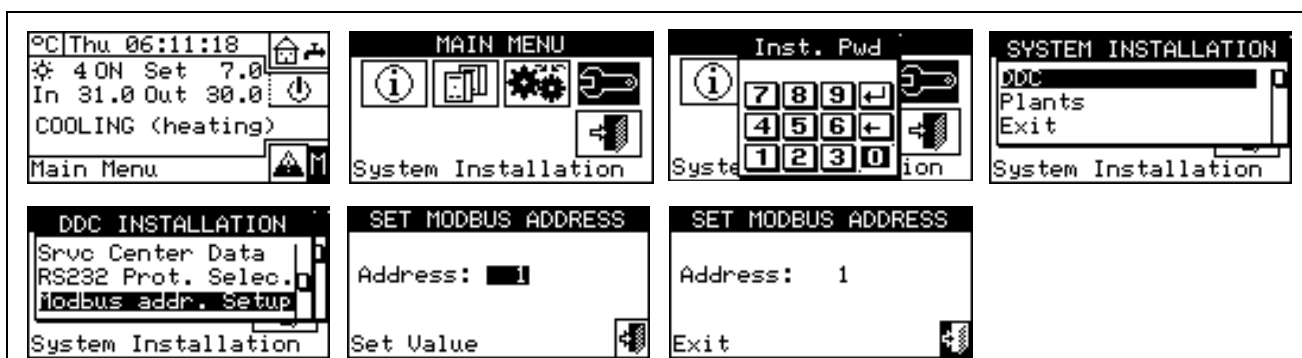 °C Thu 06:11:18
4 ON Set 7.0
In 31.0 Out 30.0
COOLING (heating)
Main Menu M
MAIN MENU
i
System Installation
Inst. Pwd
i
7 8 9
4 5 6
1 2 3 0
Syste ion
SYSTEM INSTALLATION
DDC
Plants
Exit
System Installation
DDC INSTALLATION
Srvc Center Data
RS232 Prot. Selec.
Modbus addr. Setup
System Installation
SET MODBUS ADDRESS
Address: 1
Set Value
SET MODBUS ADDRESS
Address: 1
Exit